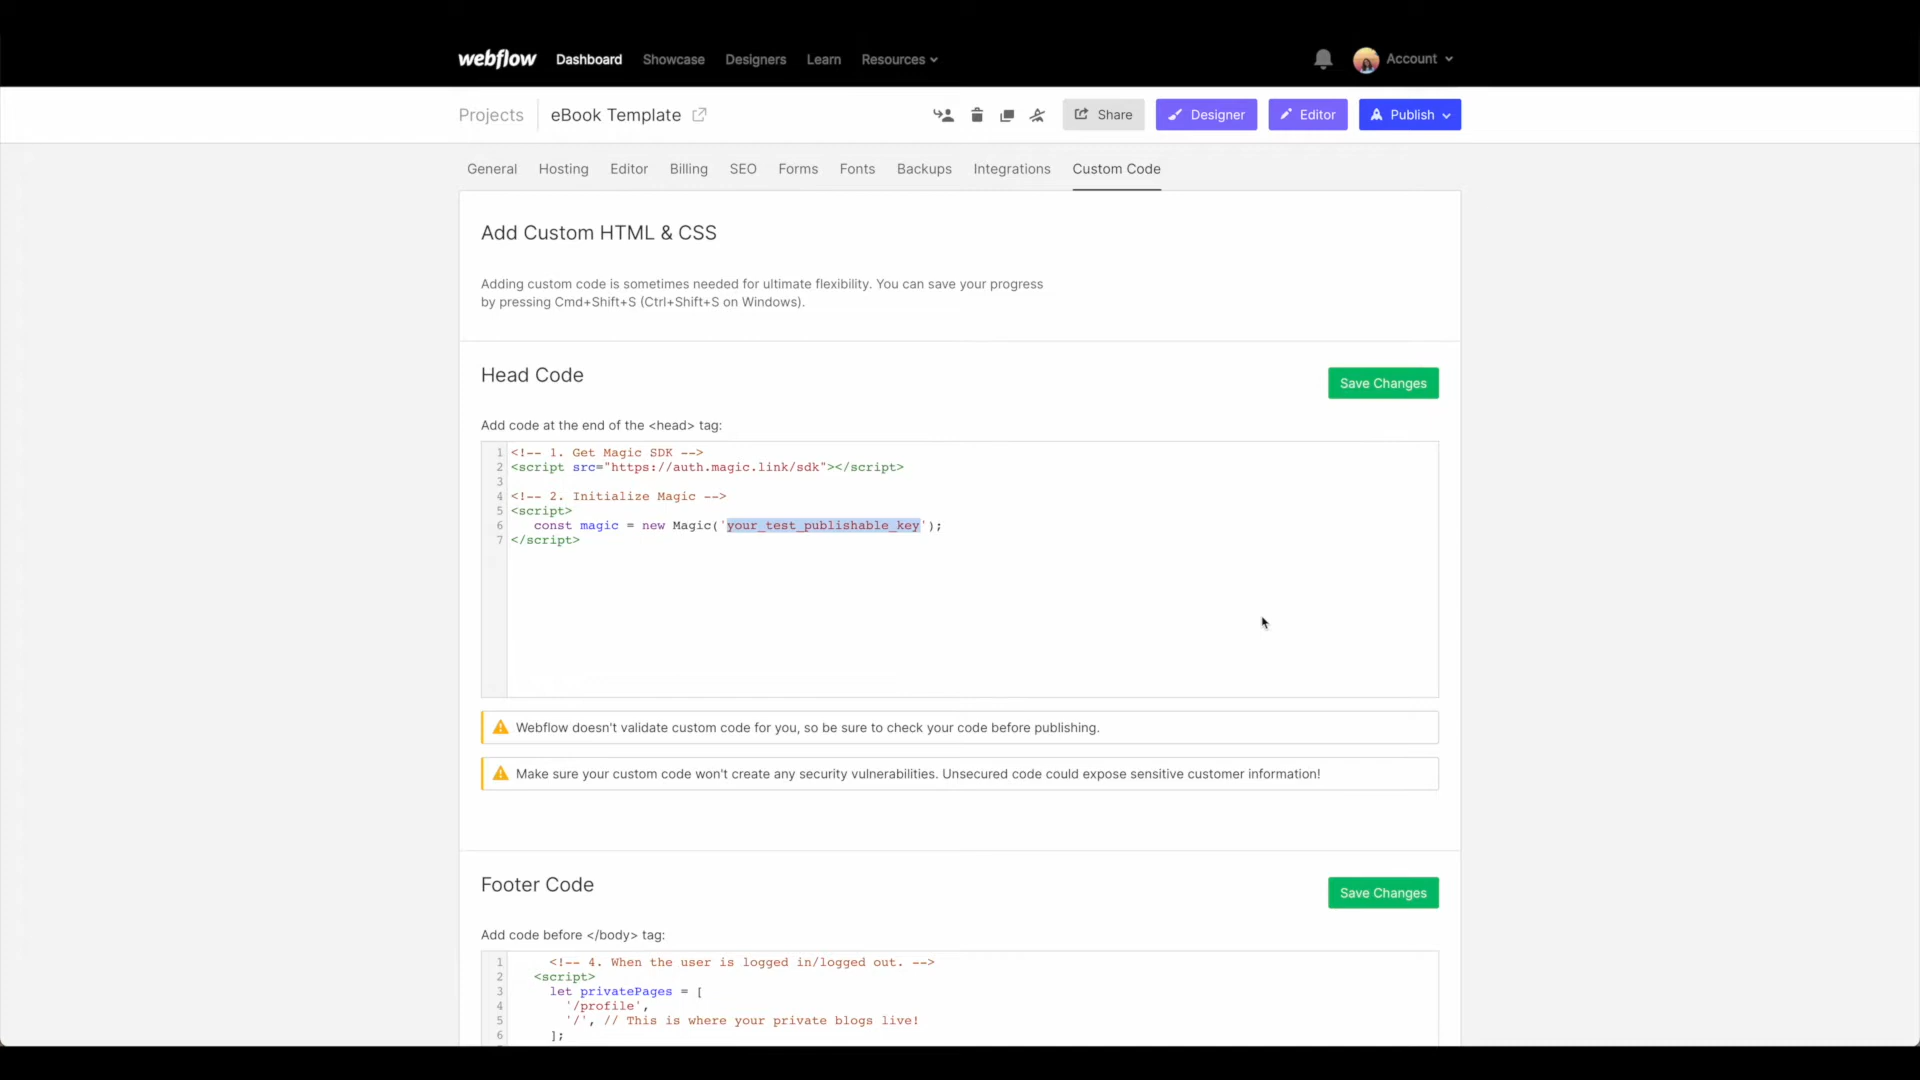 webflow Dashboard Showcase Designers Learn Resources Account
Projects eBook Template Share Designer Editor Publish
General Hosting Editor Billing SEO Forms Fonts Backups Integrations Custom Code
Add Custom HTML & CSS
Adding custom code is sometimes needed for ultimate flexibility. You can save your progress
by pressing Cmd+Shift+S (Ctrl+Shift+S on Windows).
Head Code
Save Changes
Add code at the end of the <head> tag:
1 <!-- 1. Get Magic SDK -->
2 <script src="https://auth.magic.link/sdk"></script>
3
4 <!-- 2. Initialize Magic -->
5 <script>
6 const magic = new Magic('your_test_publishable_key');
7 </script>
Webflow doesn't validate custom code for you, so be sure to check your code before publishing.
Make sure your custom code won't create any security vulnerabilities. Unsecured code could expose sensitive customer information!
Footer Code
Save Changes
Add code before </body> tag:
1 <!-- 4. When the user is logged in/logged out. -->
2 <script>
3 let privatePages = [
4 '/profile',
5 '/', // This is where your private blogs live!
6 ];